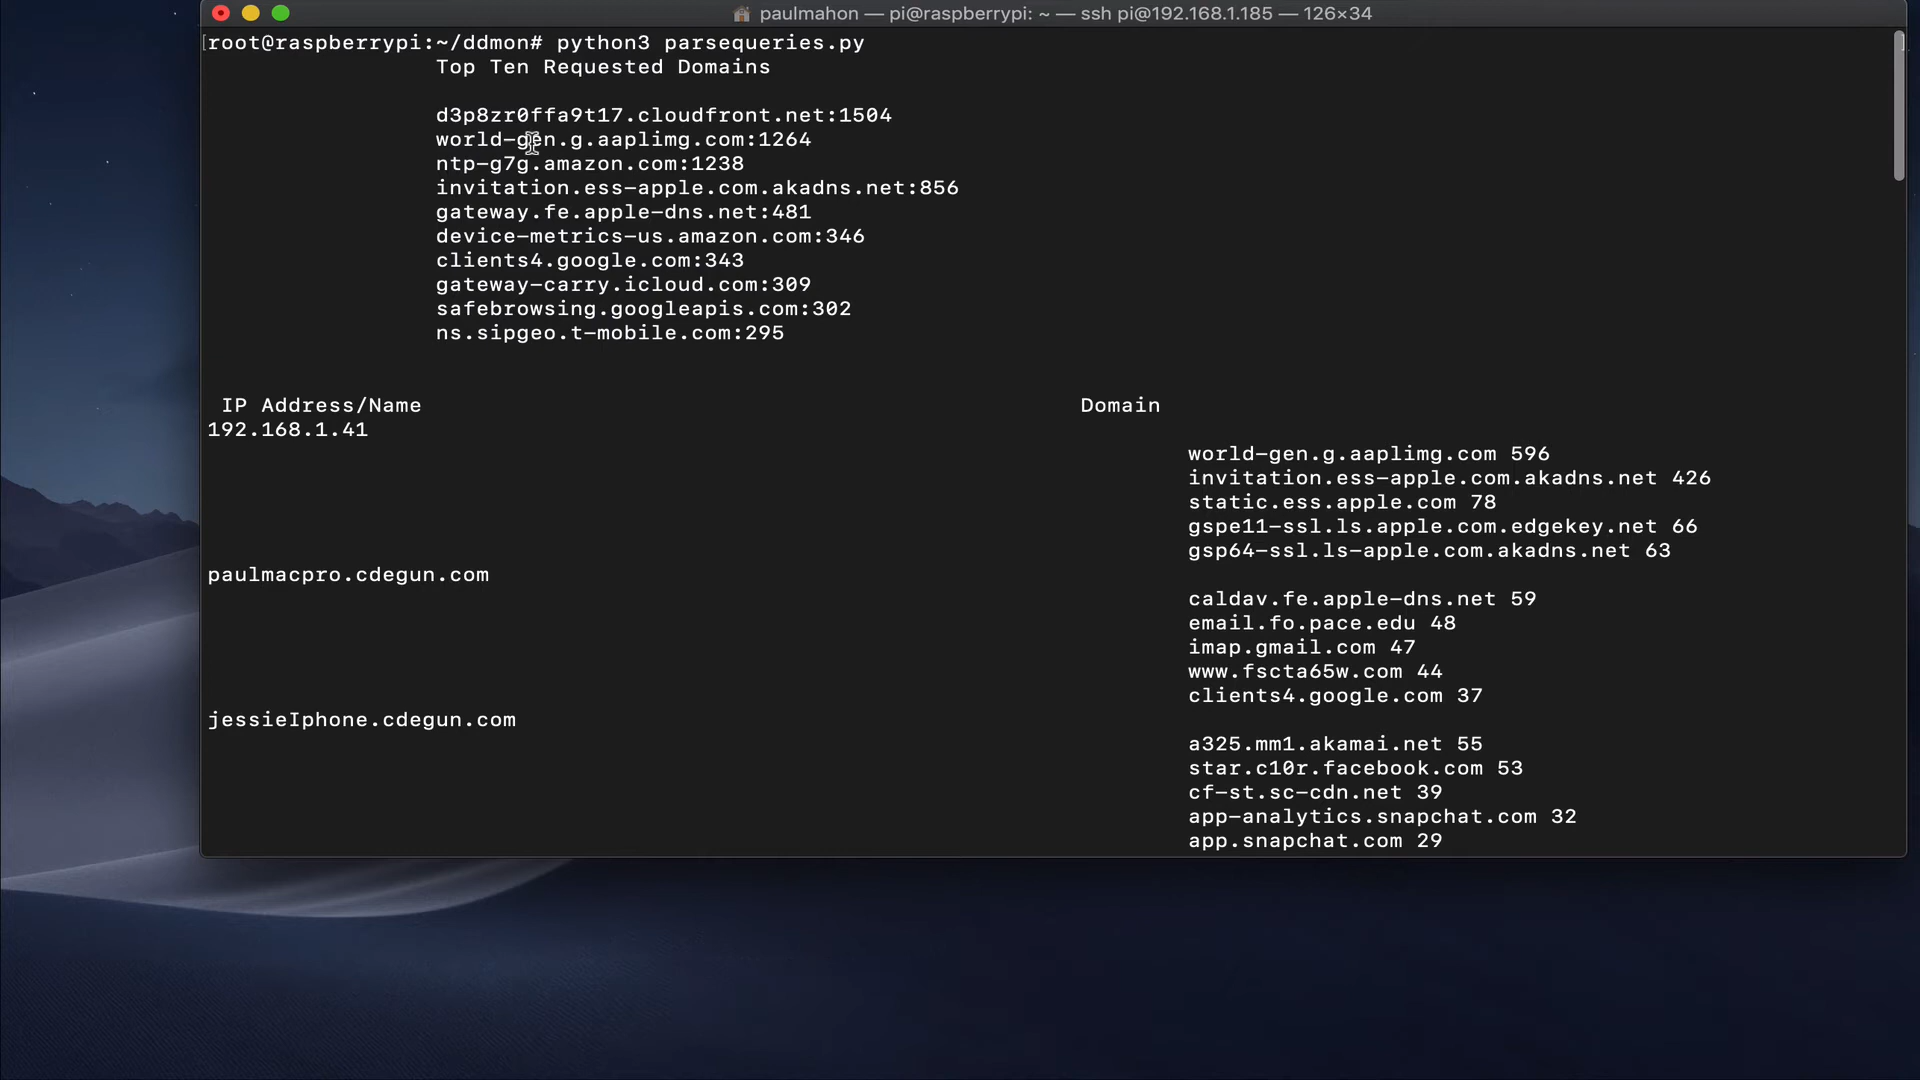 paulmahon — pi@raspberrypi: ~ — ssh pi@192.168.1.185 — 126×34
[root@raspberrypi:~/ddmon# python3 parsequeries.py ]
Top Ten Requested Domains
d3p8zr0ffa9t17.cloudfront.net:1504
world-gen.g.aaplimg.com:1264
ntp-g7g.amazon.com:1238
invitation.ess-apple.com.akadns.net:856
gateway.fe.apple-dns.net:481
device-metrics-us.amazon.com:346
clients4.google.com:343
gateway-carry.icloud.com:309
safebrowsing.googleapis.com:302
ns.sipgeo.t-mobile.com:295
IP Address/Name Domain
192.168.1.41
world-gen.g.aaplimg.com 596
invitation.ess-apple.com.akadns.net 426
static.ess.apple.com 78
gspe11-ssl.ls.apple.com.edgekey.net 66
gsp64-ssl.ls-apple.com.akadns.net 63
paulmacpro.cdegun.com
caldav.fe.apple-dns.net 59
email.fo.pace.edu 48
imap.gmail.com 47
www.fscta65w.com 44
clients4.google.com 37
jessieIphone.cdegun.com
a325.mm1.akamai.net 55
star.c10r.facebook.com 53
cf-st.sc-cdn.net 39
app-analytics.snapchat.com 32
app.snapchat.com 29